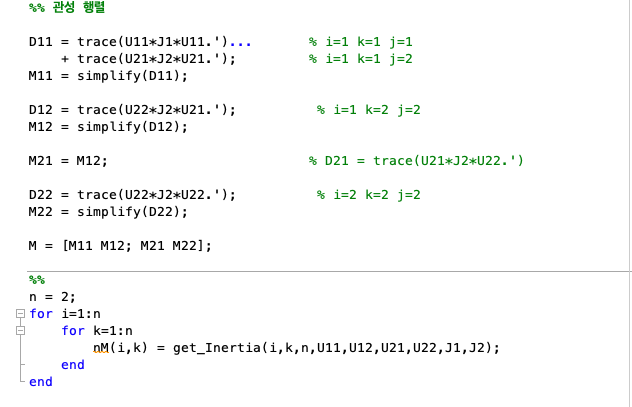 %% 관성 행렬
D11 = trace(U11*J1*U11.')... % i=1 k=1 j=1
+ trace(U21*J2*U21.'); % i=1 k=1 j=2
M11 = simplify(D11);
D12 = trace(U22*J2*U21.'); % i=1 k=2 j=2
M12 = simplify(D12);
M21 = M12; % D21 = trace(U21*J2*U22.')
D22 = trace(U22*J2*U22.'); % i=2 k=2 j=2
M22 = simplify(D22);
M = [M11 M12; M21 M22];
%%
n = 2;
for i=1:n
for k=1:n
nM(i,k) = get_Inertia(i,k,n,U11,U12,U21,U22,J1,J2);
end
end